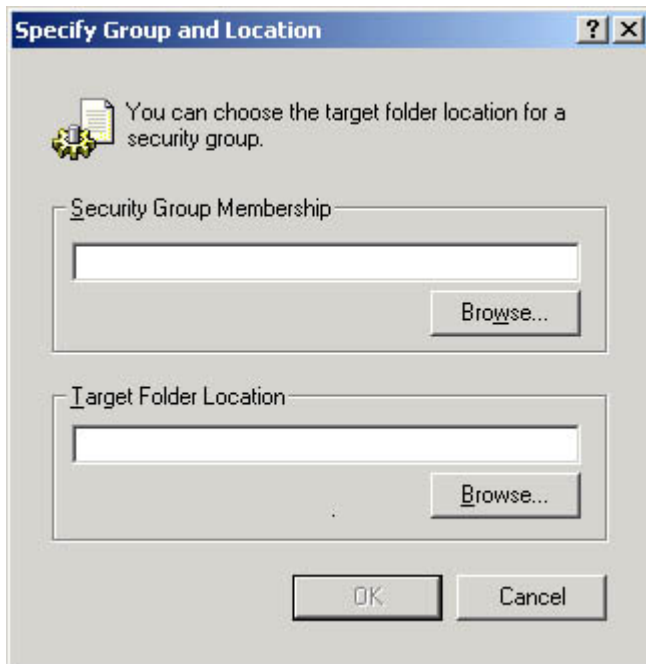 Specify Group and Location
You can choose the target folder location for a
security group.
Security Group Membership
Browse...
Target Folder Location
Browse...
OK
Cancel